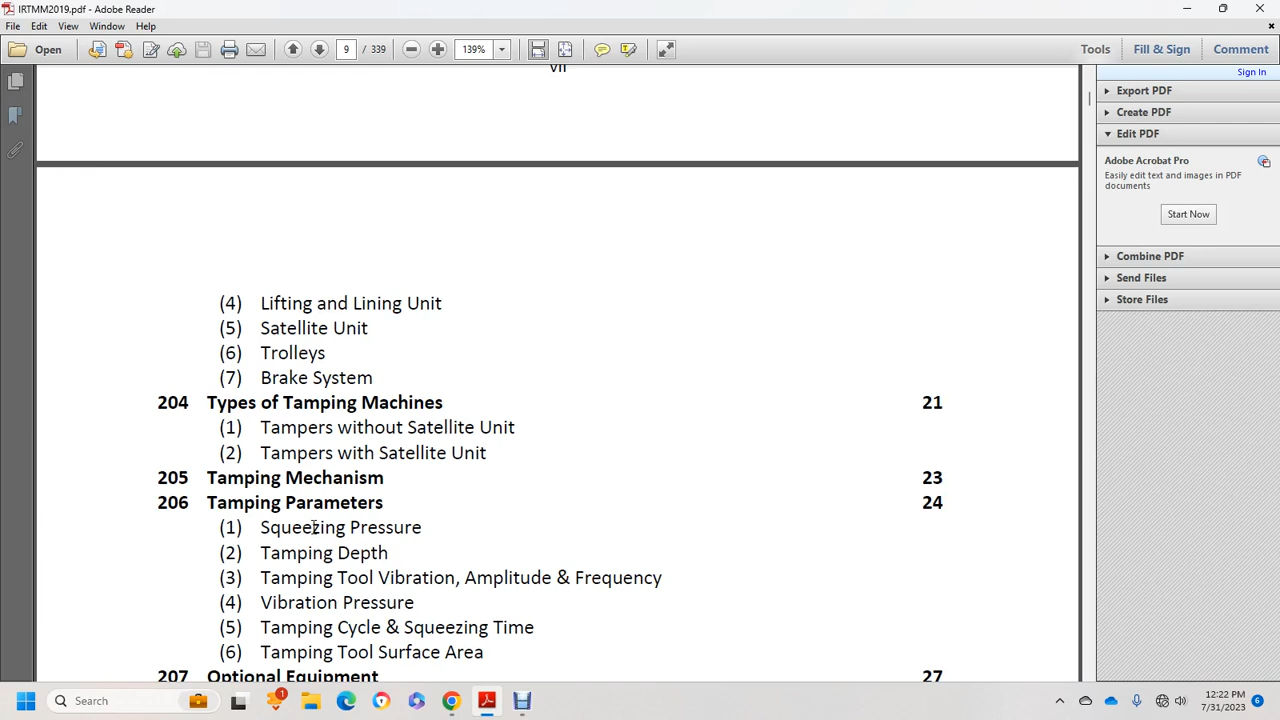 IRTMM2019.pdf - Adobe Reader
File Edit View Window Help
Open 9 / 339 139% Tools Fill & Sign Comment
Sign In
Export PDF
Create PDF
Edit PDF
Adobe Acrobat Pro
Easily edit text and images in PDF
documents
Start Now
Combine PDF
Send Files
Store Files
vii
(4) Lifting and Lining Unit
(5) Satellite Unit
(6) Trolleys
(7) Brake System
204 Types of Tamping Machines 21
(1) Tampers without Satellite Unit
(2) Tampers with Satellite Unit
205 Tamping Mechanism 23
206 Tamping Parameters 24
(1) Squeezing Pressure
(2) Tamping Depth
(3) Tamping Tool Vibration, Amplitude & Frequency
(4) Vibration Pressure
(5) Tamping Cycle & Squeezing Time
(6) Tamping Tool Surface Area
207 Optional Equipment 27
Search 1 12:22 PM
7/31/2023 6